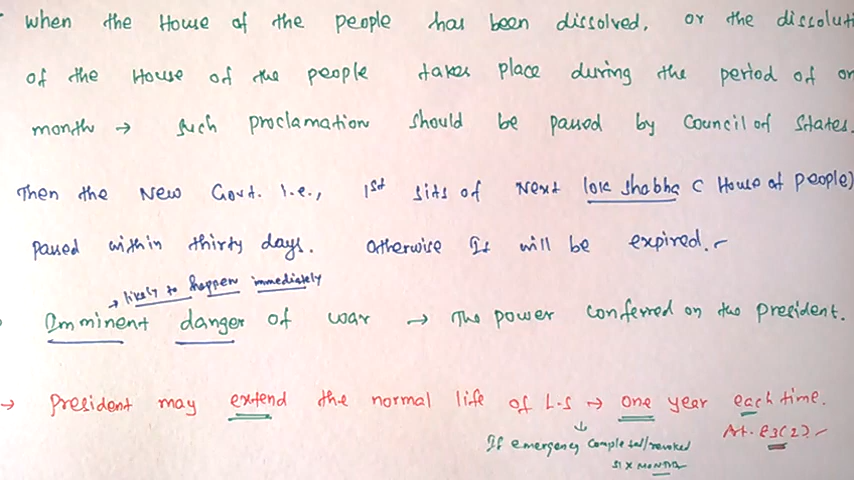 when the House of the people has been dissolved, or the dissoluti
of the House of the people takes place during the period of on
month → such proclamation should be passed by Council of States.
Then the New Govt. i.e., 1st sits of Next lok shabha ( House of people)
passed within thirty days. Otherwise It will be expired.
→ likely to happen immediately
Imminent danger of war → The power conferred on the president.
→ President may extend the normal life of L.S → one year each time.
Art. 83(2)
If emergency completed/revoked
SIX MONTHS